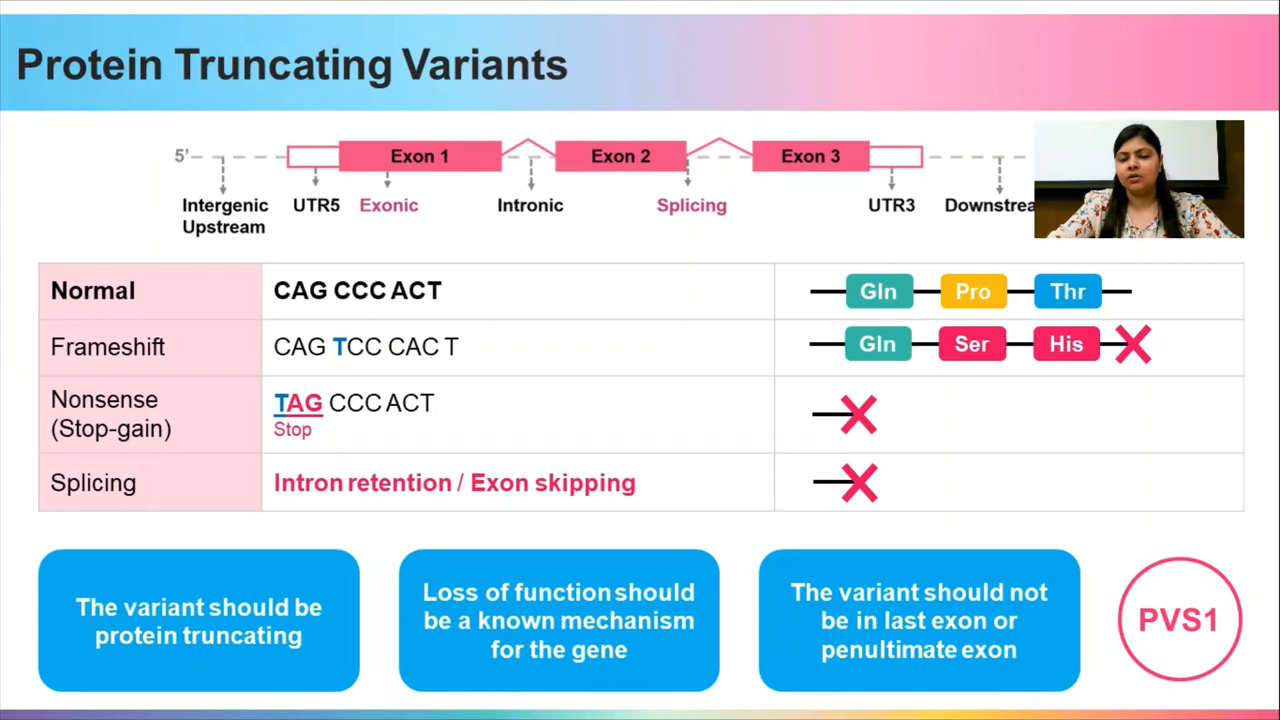 Protein Truncating Variants
5’
Exon 1
Exon 2
Exon 3
Intergenic
Upstream
UTR5
Exonic
Intronic
Splicing
UTR3
Downstrea
Normal
CAG CCC ACT
Gln
Pro
Thr
Frameshift
CAG TCC CAC T
Gln
Ser
His
Nonsense
(Stop-gain)
TAG CCC ACT
Stop
Splicing
Intron retention / Exon skipping
The variant should be
protein truncating
Loss of function should
be a known mechanism
for the gene
The variant should not
be in last exon or
penultimate exon
PVS1